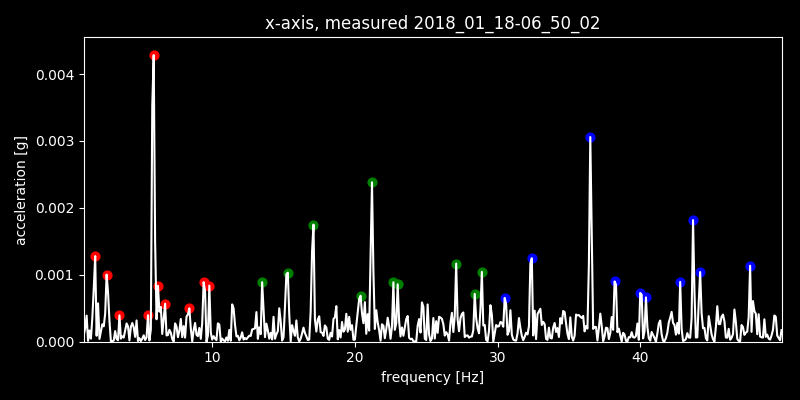 x-axis, measured 2018_01_18-06_50_02
acceleration [g]
0.004
0.003
0.002
0.001
0.000
10 20 30 40
frequency [Hz]